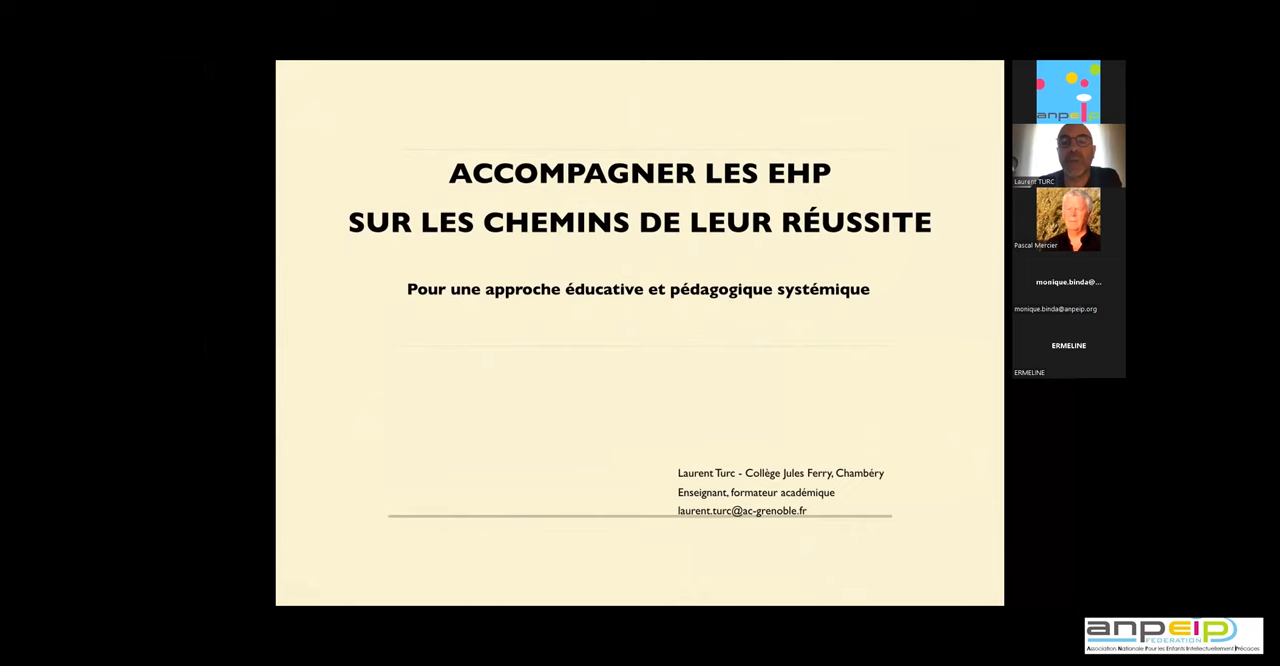 ACCOMPAGNER LES EHP
SUR LES CHEMINS DE LEUR RÉUSSITE
Pour une approche éducative et pédagogique systémique
Laurent Turc - Collège Jules Ferry, Chambéry
Enseignant, formateur académique
laurent.turc@ac-grenoble.fr
anpeip
Laurent TURC
Pascal Mercier
monique.binda@...
monique.binda@anpeip.org
ERMELINE
ERMELINE
anpeip
FEDERATION
Association Nationale Pour les Enfants Intellectuellement Précoces